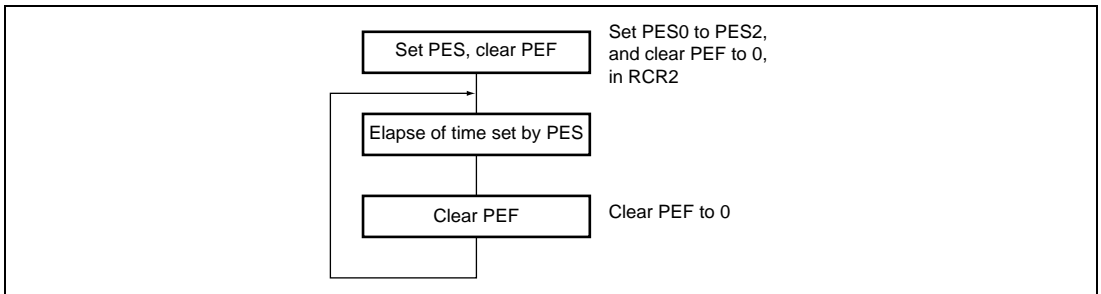 Set PES, clear PEF
Set PES0 to PES2,
and clear PEF to 0,
in RCR2
Elapse of time set by PES
Clear PEF
Clear PEF to 0